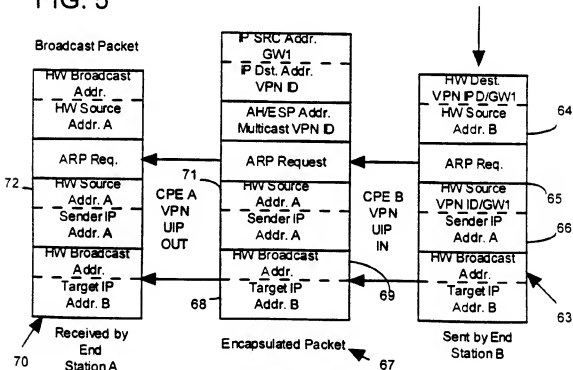 FIG. 5
Broadcast Packet
HW Broadcast
Addr.
HW Source
Addr. A
ARP Req.
HW Source
Addr. A
Sender IP
Addr. A
HW Broadcast
Addr.
Target IP
Addr. B
72
70
Received by
End
Station A
CPE A
VPN
UIP
OUT
IP SRC Addr.
GW1
IP Dst. Addr.
VPN ID
AH/ESP Addr.
Multicast VPN ID
ARP Request
71
HW Source
Addr. A
Sender IP
Addr. A
HW Broadcast
Addr.
Target IP
Addr. B
68
69
Encapsulated Packet
67
CPE B
VPN
UIP
IN
HW Dest.
VPN IPD/GW1
HW Source
Addr. B
64
ARP Req.
65
HW Source
VPN ID/GW1
Sender IP
Addr. A
66
HW Broadcast
Addr.
Target IP
Addr. B
63
Sent by End
Station B